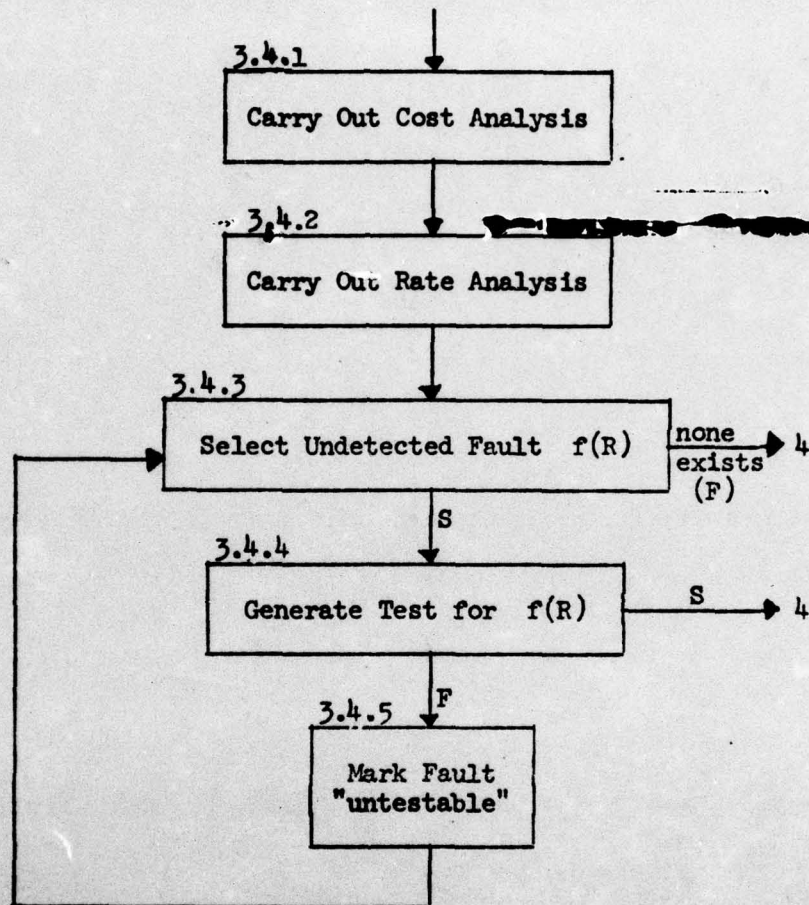 3.4.1
Carry Out Cost Analysis
3.4.2
Carry Out Rate Analysis
3.4.3
Select Undetected Fault f(R)
none
exists
(F)
4
S
3.4.4
Generate Test for f(R)
S
4
F
3.4.5
Mark Fault
"untestable"